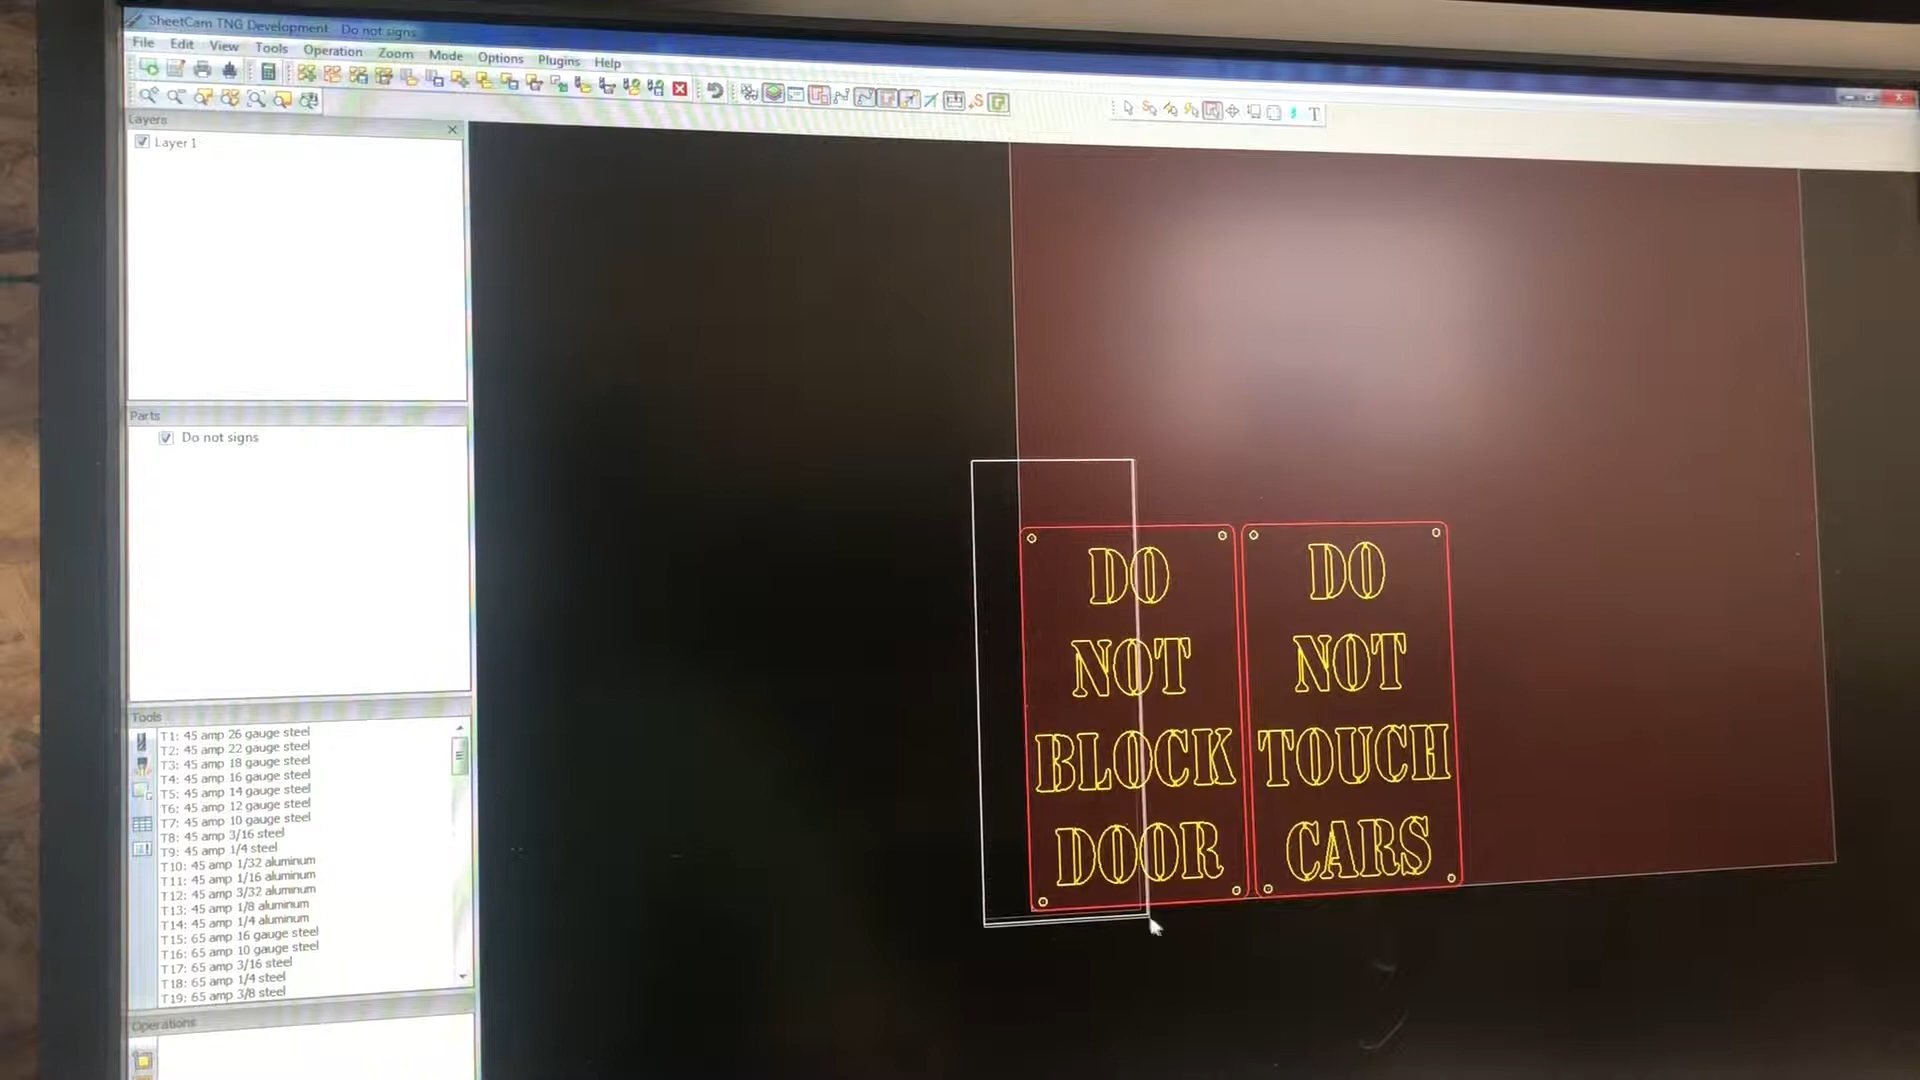 SheetCam TNG Development Do not signs
File Edit View Tools Operation Zoom Mode Options Plugins Help
Layers
Layer 1
Parts
Do not signs
Tools
T1: 45 amp 26 gauge steel
T2: 45 amp 22 gauge steel
T3: 45 amp 18 gauge steel
T4: 45 amp 16 gauge steel
T5: 45 amp 14 gauge steel
T6: 45 amp 12 gauge steel
T7: 45 amp 10 gauge steel
T8: 45 amp 3/16 steel
T9: 45 amp 1/4 steel
T10: 45 amp 1/32 aluminum
T11: 45 amp 1/16 aluminum
T12: 45 amp 3/32 aluminum
T13: 45 amp 1/8 aluminum
T14: 45 amp 1/4 aluminum
T15: 65 amp 16 gauge steel
T16: 65 amp 10 gauge steel
T17: 65 amp 3/16 steel
T18: 65 amp 1/4 steel
T19: 65 amp 3/8 steel
Operations
DO
NOT
BLOCK
DOOR
DO
NOT
TOUCH
CARS